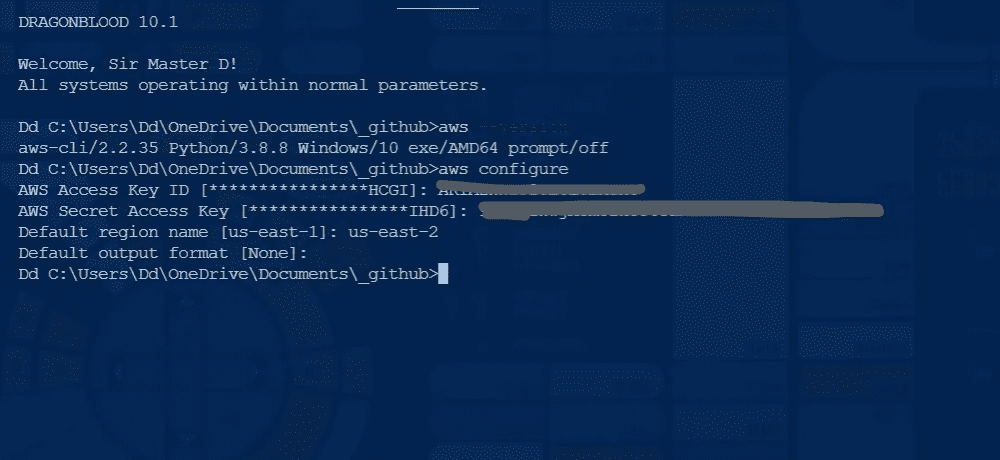 DRAGONBLOOD 10.1
Welcome, Sir Master D!
All systems operating within normal parameters.
Dd C:\Users\Dd\OneDrive\Documents\_github>aws --version
aws-cli/2.2.35 Python/3.8.8 Windows/10 exe/AMD64 prompt/off
Dd C:\Users\Dd\OneDrive\Documents\_github>aws configure
AWS Access Key ID [****************HCGI]:
AWS Secret Access Key [****************IHD6]:
Default region name [us-east-1]: us-east-2
Default output format [None]:
Dd C:\Users\Dd\OneDrive\Documents\_github>